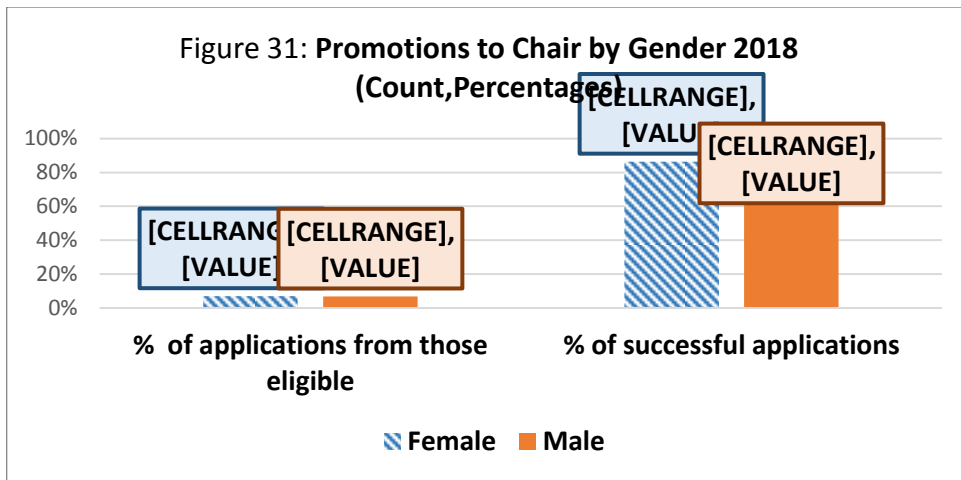 Figure 31: Promotions to Chair by Gender 2018
(Count,Percentages)
[CELLRANGE],
[VALUE]
[CELLRANGE],
[VALUE]
[CELLRANGE],
[VALUE]
[CELLRANGE],
[VALUE]
100%
80%
60%
40%
20%
0%
% of applications from those
eligible
% of successful applications
Female
Male